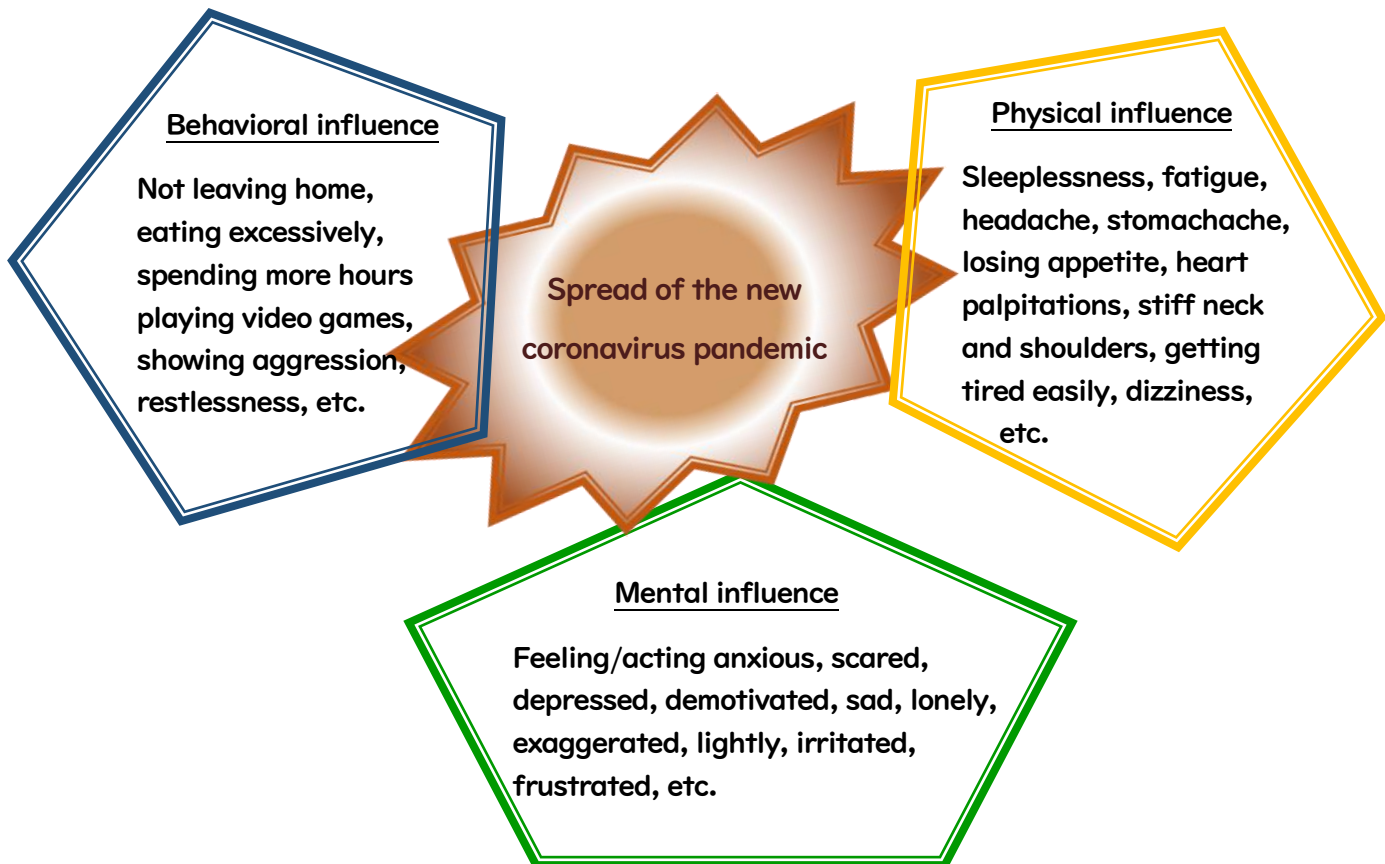 Behavioral influence
Not leaving home,
eating excessively,
spending more hours
playing video games,
showing aggression,
restlessness, etc.
Spread of the new
coronavirus pandemic
Physical influence
Sleeplessness, fatigue,
headache, stomachache,
losing appetite, heart
palpitations, stiff neck
and shoulders, getting
tired easily, dizziness,
etc.
Mental influence
Feeling/acting anxious, scared,
depressed, demotivated, sad, lonely,
exaggerated, lightly, irritated,
frustrated, etc.